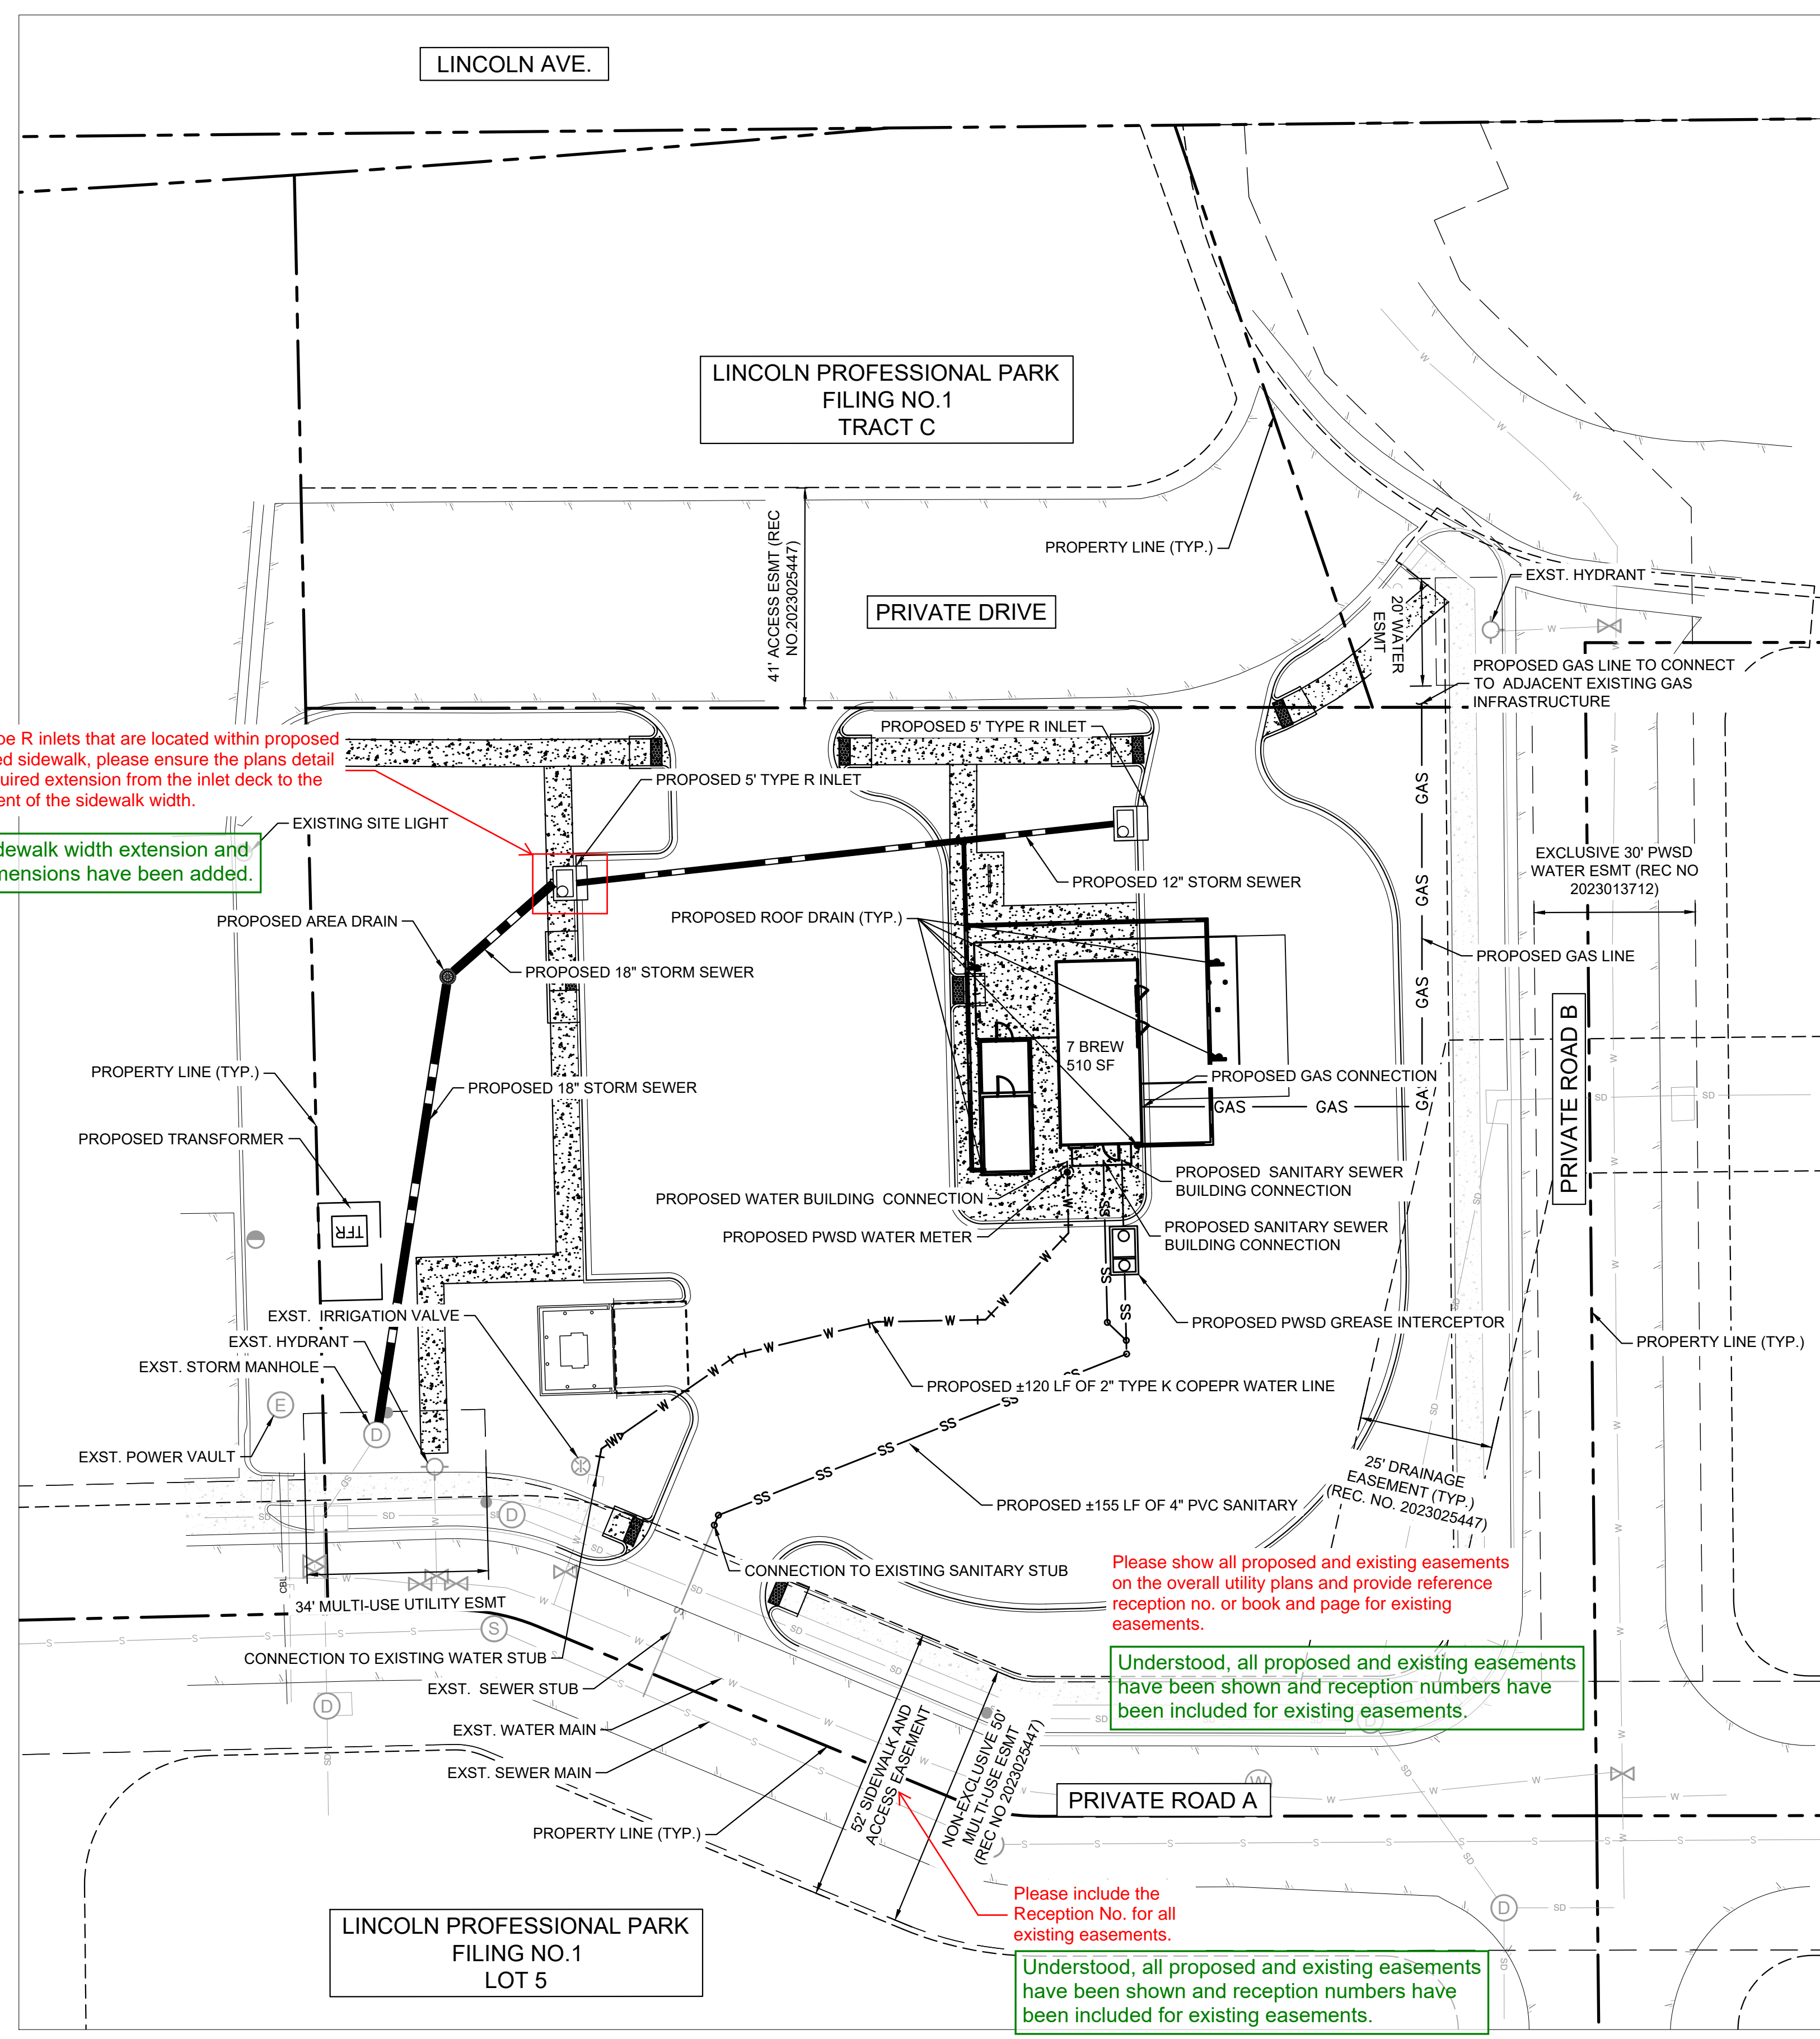 LINCOLN AVE.
LINCOLN PROFESSIONAL PARK
FILING NO.1
TRACT C
41' ACCESS ESMT (REC
NO.2023025447)
PROPERTY LINE (TYP.)
PRIVATE DRIVE
20' WATER
ESMT
EXST. HYDRANT
W
W
W
PROPOSED GAS LINE TO CONNECT
TO ADJACENT EXISTING GAS
INFRASTRUCTURE
pe R inlets that are located within proposed
ed sidewalk, please ensure the plans detail
quired extension from the inlet deck to the
ent of the sidewalk width.
PROPOSED 5' TYPE R INLET
PROPOSED 5' TYPE R INLET
EXISTING SITE LIGHT
dewalk width extension and
mensions have been added.
PROPOSED 12" STORM SEWER
EXCLUSIVE 30' PWSD
WATER ESMT (REC NO
2023013712)
PROPOSED AREA DRAIN
PROPOSED ROOF DRAIN (TYP.)
PROPOSED 18" STORM SEWER
PROPOSED GAS LINE
GAS
GAS
GAS
GAS
PRIVATE ROAD B
7 BREW
510 SF
PROPERTY LINE (TYP.)
PROPOSED 18" STORM SEWER
PROPOSED GAS CONNECTION
GAS
GAS
SD
SD
PROPOSED TRANSFORMER
TFR
PROPOSED SANITARY SEWER
BUILDING CONNECTION
PROPOSED WATER BUILDING CONNECTION
PROPOSED PWSD WATER METER
PROPOSED SANITARY SEWER
BUILDING CONNECTION
EXST. IRRIGATION VALVE
EXST. HYDRANT
EXST. STORM MANHOLE
PROPOSED PWSD GREASE INTERCEPTOR
PROPERTY LINE (TYP.)
PROPOSED ±120 LF OF 2" TYPE K COPEPR WATER LINE
E
D
EXST. POWER VAULT
SS
SS
SS
SS
25' DRAINAGE
EASEMENT (TYP.)
(REC. NO. 2023025447)
PROPOSED ±155 LF OF 4" PVC SANITARY
D
CONNECTION TO EXISTING SANITARY STUB
CBL
34' MULTI-USE UTILITY ESMT
Please show all proposed and existing easements
on the overall utility plans and provide reference
reception no. or book and page for existing
easements.
S
CONNECTION TO EXISTING WATER STUB
Understood, all proposed and existing easements
have been shown and reception numbers have
been included for existing easements.
EXST. SEWER STUB
D
EXST. WATER MAIN
EXST. SEWER MAIN
52' SIDEWALK AND
ACCESS EASEMENT
NON-EXCLUSIVE 50'
MULTI-USE ESMT
(REC NO 2023025447)
W
PRIVATE ROAD A
PROPERTY LINE (TYP.)
Please include the
Reception No. for all
existing easements.
D
SD
LINCOLN PROFESSIONAL PARK
FILING NO.1
LOT 5
Understood, all proposed and existing easements
have been shown and reception numbers have
been included for existing easements.